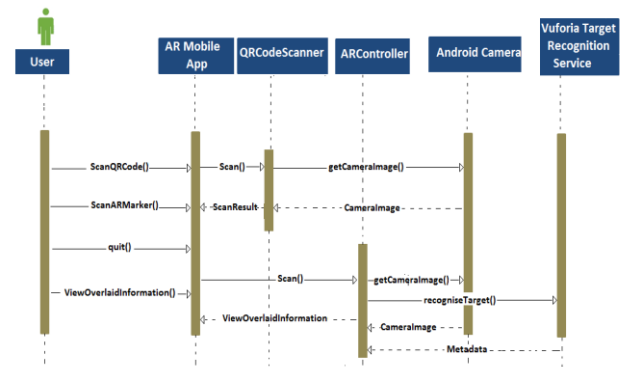 User
AR Mobile
App
QRCodeScanner
ARController
Android Camera
Vuforia Target
Recognition
Service
ScanQRCode()
Scan()
getCameraImage()
ScanARMarker()
ScanResult
CameraImage
quit()
Scan()
getCameraImage()
ViewOverlaidInformation()
recogniseTarget()
ViewOverlaidInformation
CameraImage
Metadata